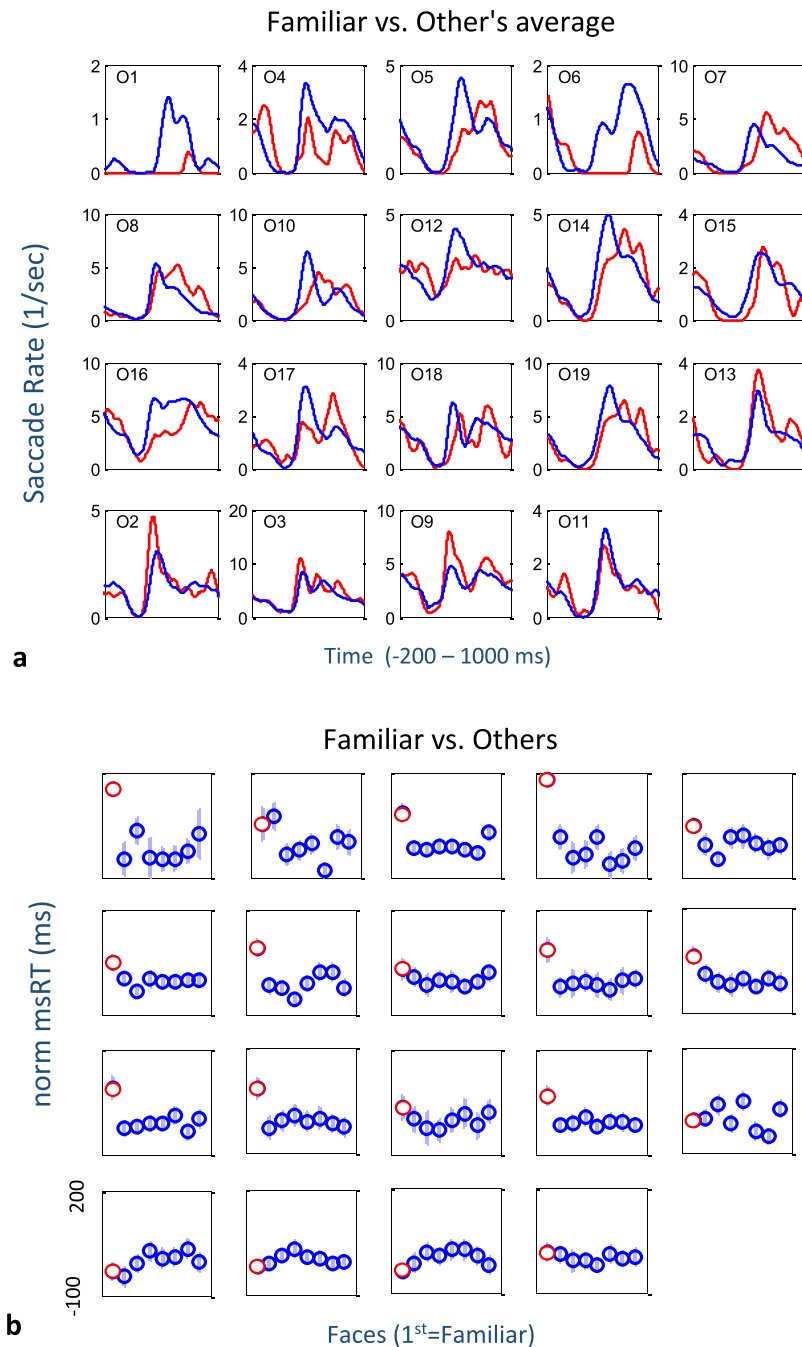 Familiar vs. Other's average
2 4 5 2 10
O1 O4 O5 O6 O7
1 2 1 5
0 0 0 0 0
10 10 5 5 4
O8 O10 O12 O14 O15
5 5 2
0 0 0 0 0
10 4 10 10 4
O16 O17 O18 O19 O13
5 2 5 5 2
0 0 0 0 0
5 20 10 4
O2 O3 O9 O11
10 5 2
0 0 0 0
Saccade Rate (1/sec)
Time (-200 – 1000 ms)
a
Familiar vs. Others
norm msRT (ms)
200
-100
Faces (1st=Familiar)
b